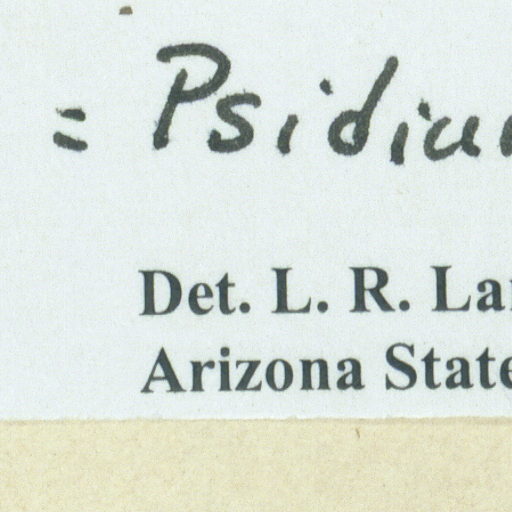 = Psidiu
Det. L. R. La
Arizona State